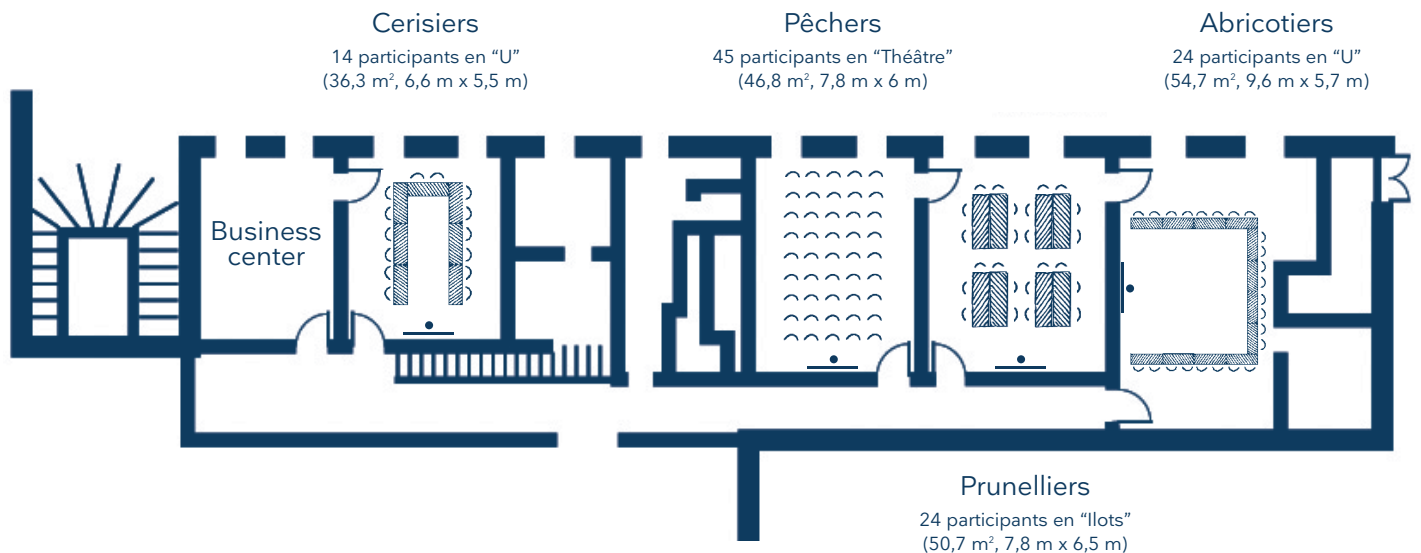 Cerisiers
14 participants en “U”
(36,3 m², 6,6 m x 5,5 m)
Pêchers
45 participants en “Théâtre”
(46,8 m², 7,8 m x 6 m)
Abricotiers
24 participants en “U”
(54,7 m², 9,6 m x 5,7 m)
Business
center
Prunelliers
24 participants en “Ilots”
(50,7 m², 7,8 m x 6,5 m)